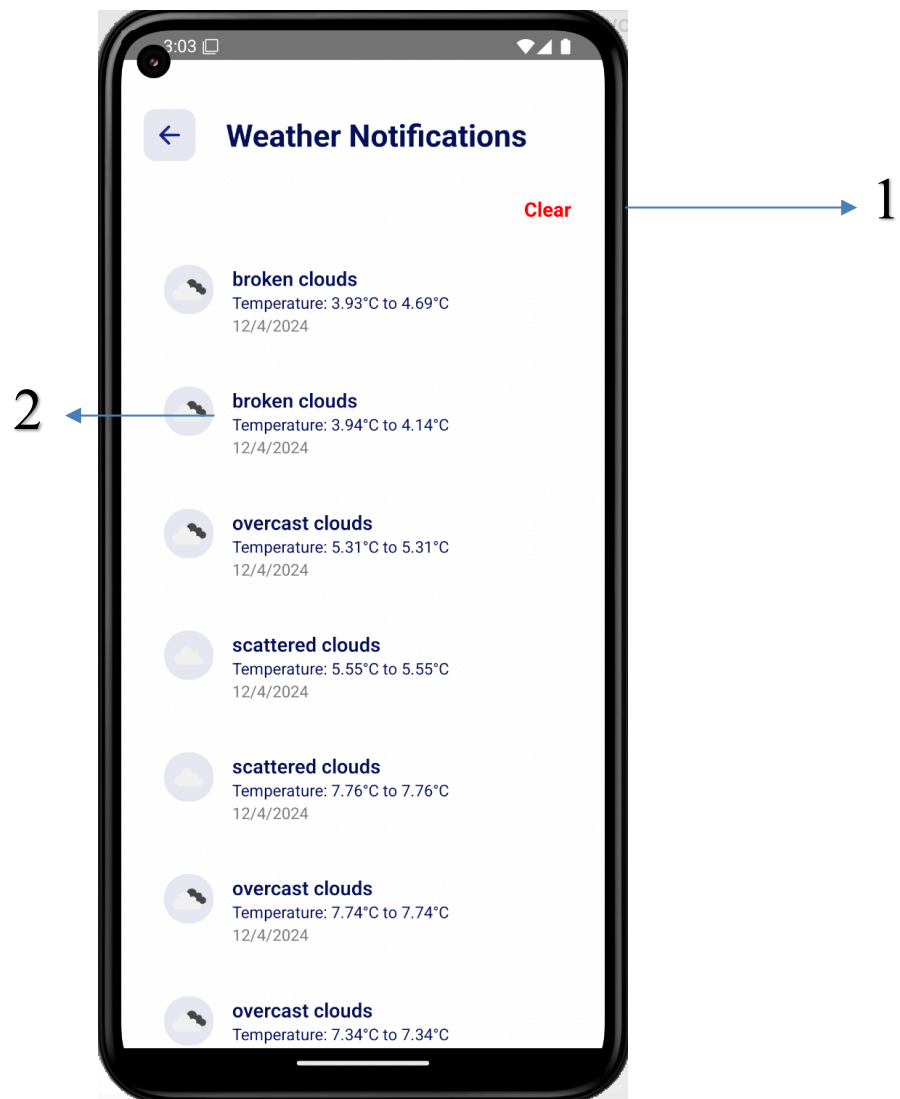 3:03
Weather Notifications
Clear
1
broken clouds
Temperature: 3.93°C to 4.69°C
12/4/2024
2
broken clouds
Temperature: 3.94°C to 4.14°C
12/4/2024
overcast clouds
Temperature: 5.31°C to 5.31°C
12/4/2024
scattered clouds
Temperature: 5.55°C to 5.55°C
12/4/2024
scattered clouds
Temperature: 7.76°C to 7.76°C
12/4/2024
overcast clouds
Temperature: 7.74°C to 7.74°C
12/4/2024
overcast clouds
Temperature: 7.34°C to 7.34°C